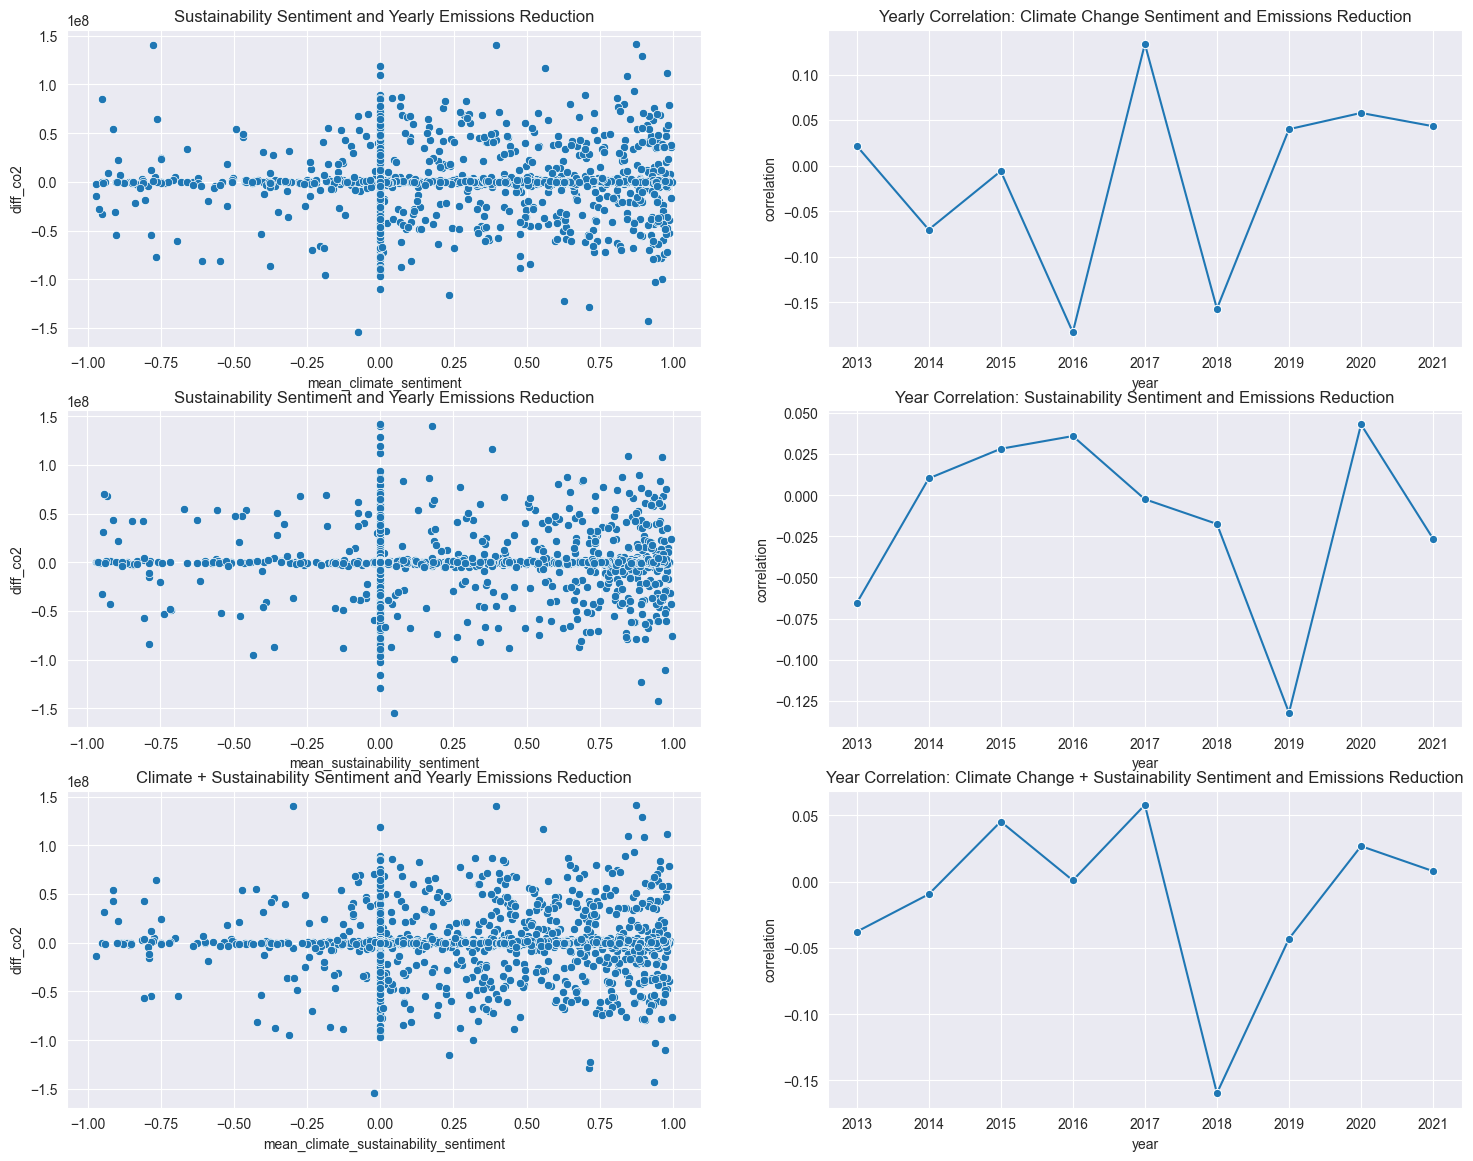 Sustainability Sentiment and Yearly Emissions Reduction
1e8
1.5
1.0
0.5
0.0
−0.5
−1.0
−1.5
diff_co2
−1.00 −0.75 −0.50 −0.25 0.00 0.25 0.50 0.75 1.00
mean_climate_sentiment
Yearly Correlation: Climate Change Sentiment and Emissions Reduction
0.10
0.05
0.00
−0.05
−0.10
−0.15
correlation
2013 2014 2015 2016 2017 2018 2019 2020 2021
year
Sustainability Sentiment and Yearly Emissions Reduction
1e8
1.5
1.0
0.5
0.0
−0.5
−1.0
−1.5
diff_co2
−1.00 −0.75 −0.50 −0.25 0.00 0.25 0.50 0.75 1.00
mean_sustainability_sentiment
Year Correlation: Sustainability Sentiment and Emissions Reduction
0.050
0.025
0.000
−0.025
−0.050
−0.075
−0.100
−0.125
correlation
2013 2014 2015 2016 2017 2018 2019 2020 2021
year
Climate + Sustainability Sentiment and Yearly Emissions Reduction
1e8
1.5
1.0
0.5
0.0
−0.5
−1.0
−1.5
diff_co2
−1.00 −0.75 −0.50 −0.25 0.00 0.25 0.50 0.75 1.00
mean_climate_sustainability_sentiment
Year Correlation: Climate Change + Sustainability Sentiment and Emissions Reduction
0.05
0.00
−0.05
−0.10
−0.15
correlation
2013 2014 2015 2016 2017 2018 2019 2020 2021
year